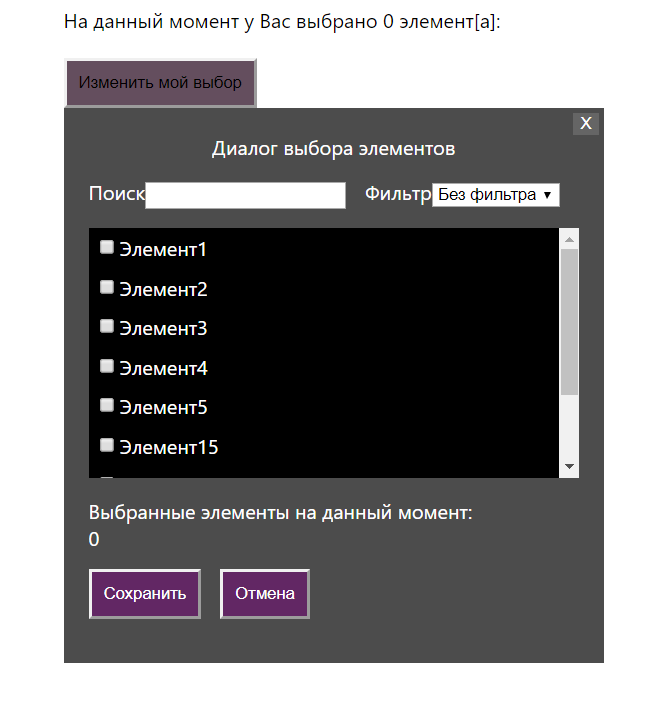 На данный момент у Вас выбрано 0 элемент[а]:
Изменить мой выбор
X
Диалог выбора элементов
Поиск Фильтр Без фильтра
Элемент1
Элемент2
Элемент3
Элемент4
Элемент5
Элемент15
Выбранные элементы на данный момент:
0
Сохранить Отмена